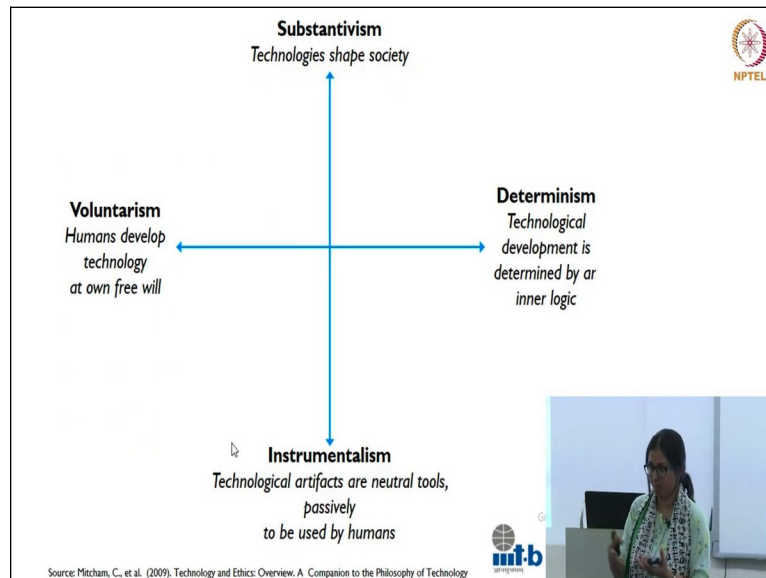 Substantivism
Technologies shape society
NPTEL
Voluntarism
Humans develop
technology
at own free will
Determinism
Technological
development is
determined by ar
inner logic
Instrumentalism
Technological artifacts are neutral tools,
passively
to be used by humans
G
iiit-b
Source: Mitcham, C., et al. (2009). Technology and Ethics: Overview. A Companion to the Philosophy of Technology